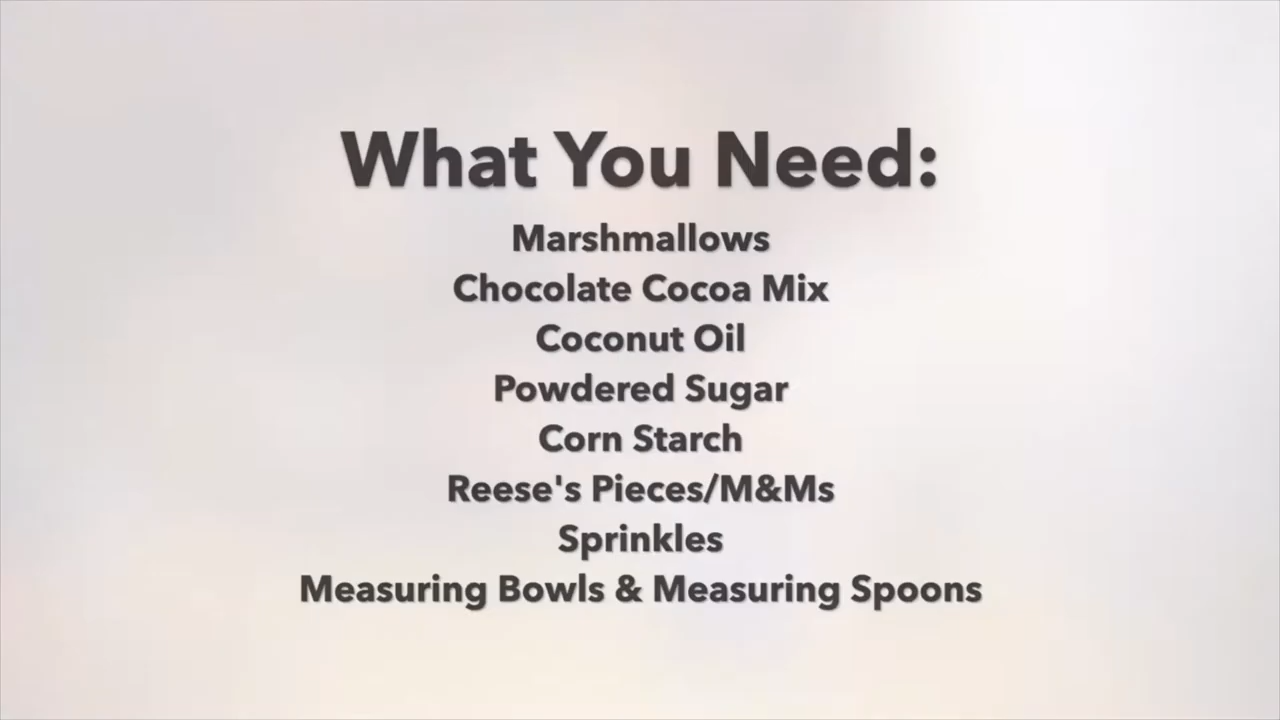 What You Need:
Marshmallows
Chocolate Cocoa Mix
Coconut Oil
Powdered Sugar
Corn Starch
Reese's Pieces/M&Ms
Sprinkles
Measuring Bowls & Measuring Spoons